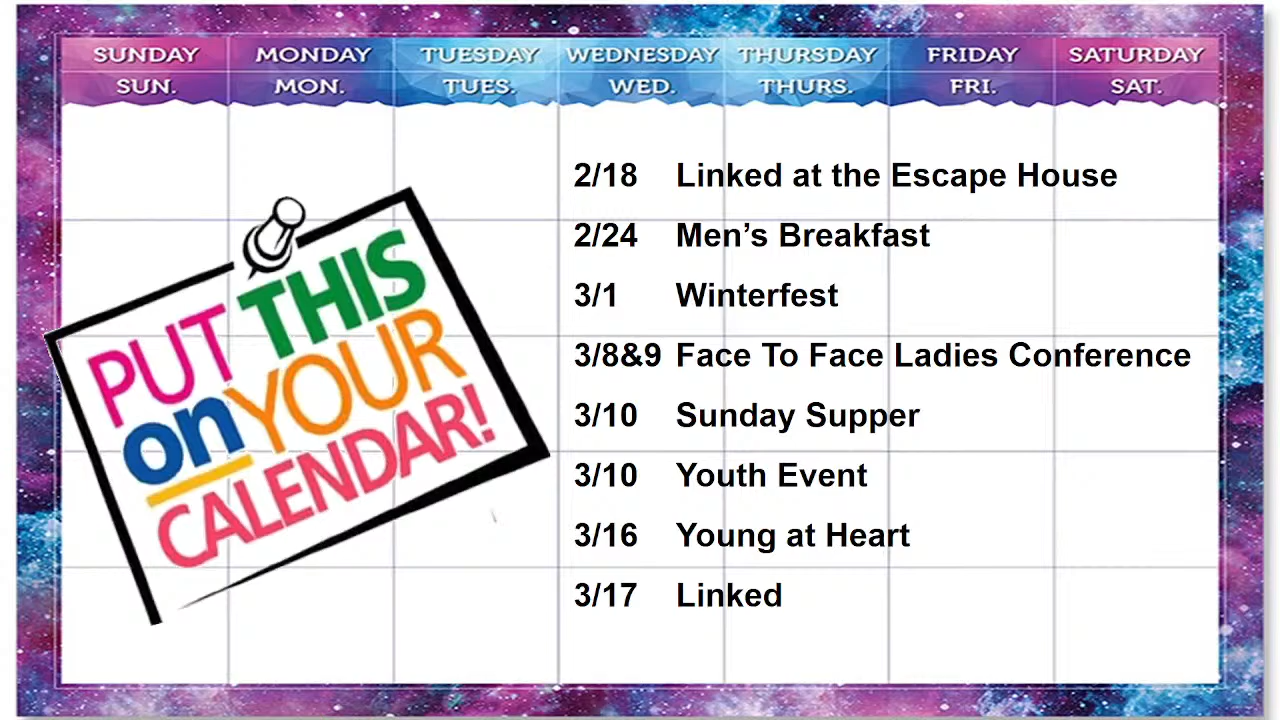 SUNDAY MONDAY TUESDAY WEDNESDAY THURSDAY FRIDAY SATURDAY
SUN. MON. TUES. WED. THURS. FRI. SAT.
PUT THIS
on YOUR
CALENDAR!
2/18 Linked at the Escape House
2/24 Men’s Breakfast
3/1 Winterfest
3/8&9 Face To Face Ladies Conference
3/10 Sunday Supper
3/10 Youth Event
3/16 Young at Heart
3/17 Linked